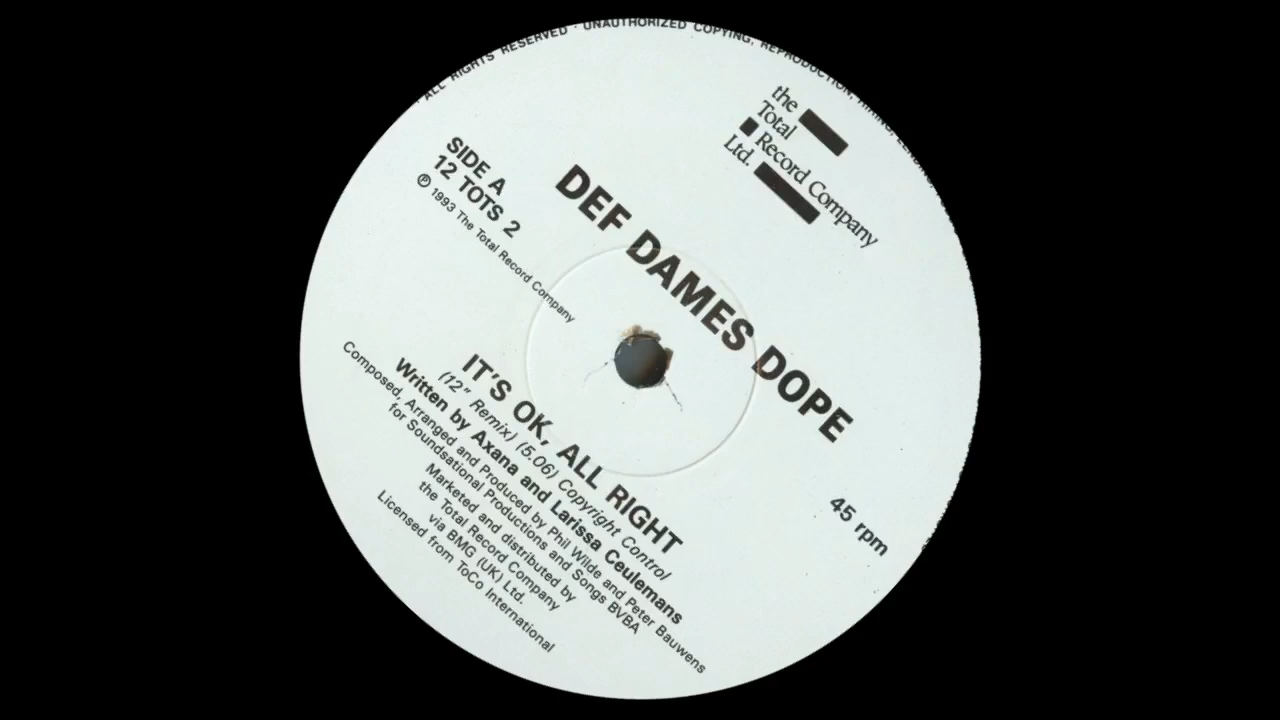 ALL RIGHTS RESERVED · UNAUTHORIZED COPYING, REPRODUCTION, HIRING,
the
Total
Record Company
Ltd.
SIDE A
12 TOTS 2
℗ 1993 The Total Record Company
DEF DAMES DOPE
45 rpm
IT'S OK, ALL RIGHT
(12" Remix) (5.06) Copyright Control
Written by Axana and Larissa Ceulemans
Composed, Arranged and Produced by Phil Wilde and Peter Bauwens
for Soundsational Productions and Songs BVBA
Marketed and distributed by
the Total Record Company
via BMG (UK) Ltd.
Licensed from ToCo International